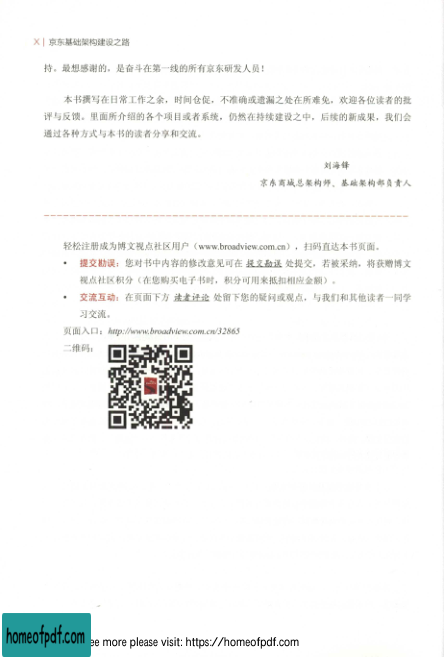 X | 京东基础架构建设之路
持。最想感谢的，是奋斗在第一线的所有京东研发人员！
本书撰写在日常工作之余，时间仓促，不准确或遗漏之处在所难免，欢迎各位读者的批
评与反馈。里面所介绍的各个项目或者系统，仍然在持续建设之中，后续的新成果，我们会
通过各种方式与本书的读者分享和交流。
刘海锋
京东商城总架构师、基础架构部负责人
轻松注册成为博文视点社区用户（www.broadview.com.cn），扫码直达本书页面。
• 提交勘误：您对书中内容的修改意见可在 提交勘误 处提交，若被采纳，将获赠博文
视点社区积分（在您购买电子书时，积分可用来抵扣相应金额）。
• 交流互动：在页面下方 读者评论 处留下您的疑问或观点，与我们和其他读者一同学
习交流。
页面入口：http://www.broadview.com.cn/32865
二维码：
homeofpdf.com
ee more please visit: https://homeofpdf.com